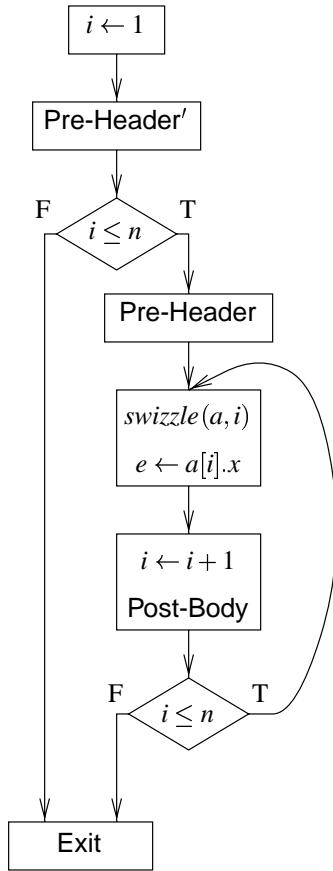 i ← 1
Pre-Header′
F
T
i ≤ n
Pre-Header
swizzle(a, i)
e ← a[i].x
i ← i + 1
Post-Body
F
T
i ≤ n
Exit